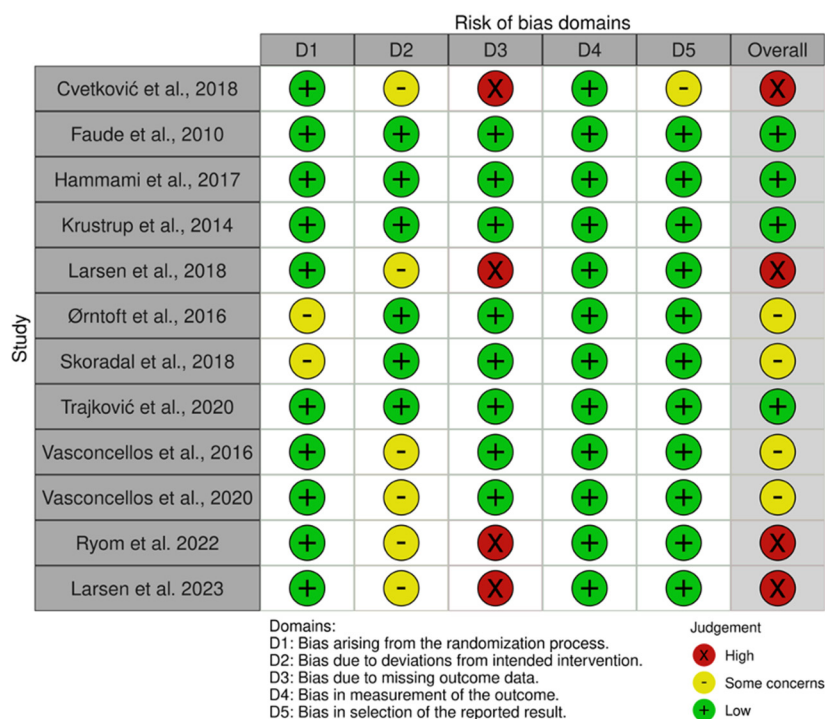 Risk of bias domains
D1 D2 D3 D4 D5 Overall
Study
Cvetković et al., 2018 + - X + - X
Faude et al., 2010 + + + + + +
Hammami et al., 2017 + + + + + +
Krustrup et al., 2014 + + + + + +
Larsen et al., 2018 + - X + + X
Ørntoft et al., 2016 - + + + + -
Skoradal et al., 2018 - + + + + -
Trajković et al., 2020 + + + + + +
Vasconcellos et al., 2016 + - + + + -
Vasconcellos et al., 2020 + - + + + -
Ryom et al. 2022 + - X + + X
Larsen et al. 2023 + - X + + X
Domains:
D1: Bias arising from the randomization process.
D2: Bias due to deviations from intended intervention.
D3: Bias due to missing outcome data.
D4: Bias in measurement of the outcome.
D5: Bias in selection of the reported result.
Judgement
X High
- Some concerns
+ Low